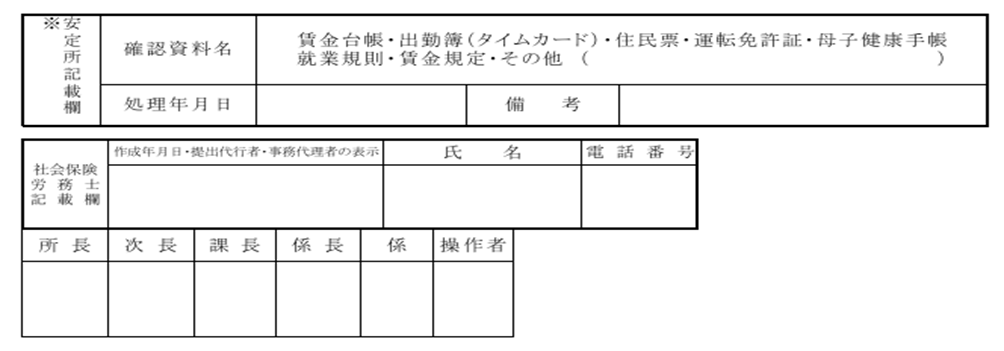 ※安定所記載欄
確認資料名
賃金台帳・出勤簿(タイムカード)・住民票・運転免許証・母子健康手帳
就業規則・賃金規定・その他（　　　）
処理年月日
備　考
社会保険
労務士
記載欄
作成年月日・提出代行者・事務代理者の表示
氏　名
電話番号
所長
次長
課長
係長
係
操作者